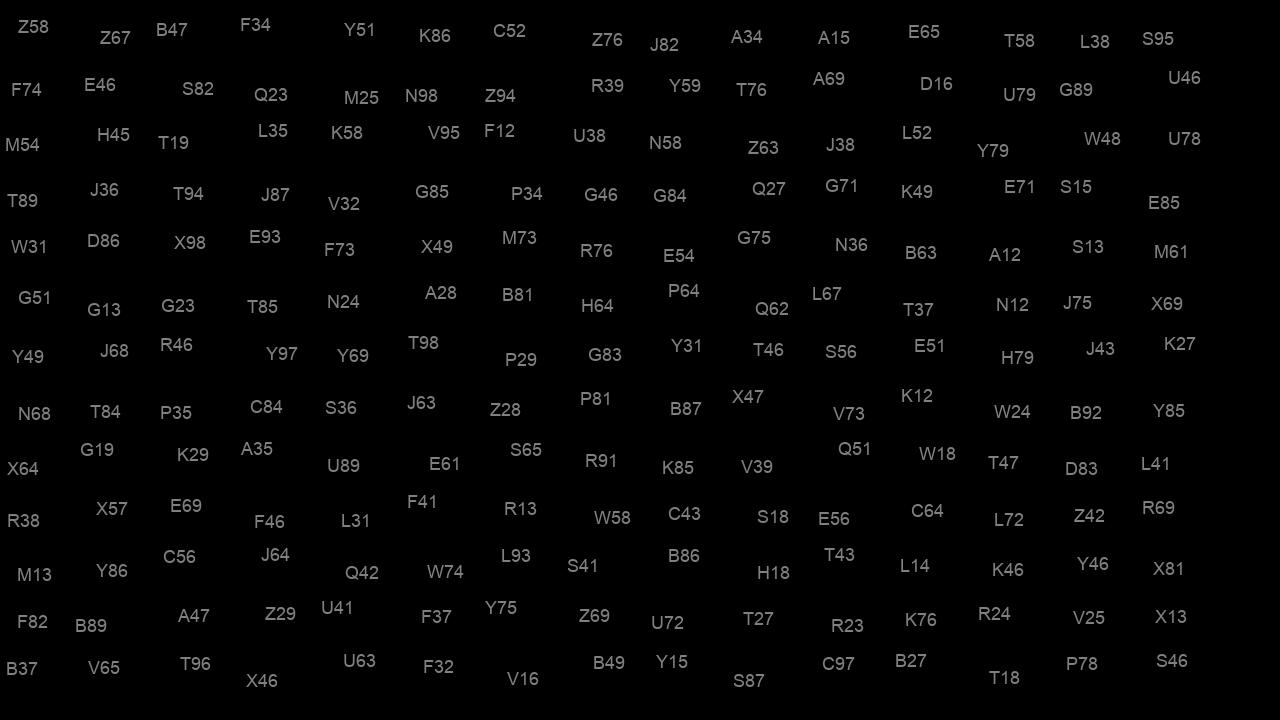 Z58 Z67 B47 F34 Y51 K86 C52 Z76 J82 A34 A15 E65 T58 L38 S95
F74 E46 S82 Q23 M25 N98 Z94 R39 Y59 T76 A69 D16 U79 G89 U46
M54 H45 T19 L35 K58 V95 F12 U38 N58 Z63 J38 L52 Y79 W48 U78
T89 J36 T94 J87 V32 G85 P34 G46 G84 Q27 G71 K49 E71 S15 E85
W31 D86 X98 E93 F73 X49 M73 R76 E54 G75 N36 B63 A12 S13 M61
G51 G13 G23 T85 N24 A28 B81 H64 P64 Q62 L67 T37 N12 J75 X69
Y49 J68 R46 Y97 Y69 T98 P29 G83 Y31 T46 S56 E51 H79 J43 K27
N68 T84 P35 C84 S36 J63 Z28 P81 B87 X47 V73 K12 W24 B92 Y85
X64 G19 K29 A35 U89 E61 S65 R91 K85 V39 Q51 W18 T47 D83 L41
R38 X57 E69 F46 L31 F41 R13 W58 C43 S18 E56 C64 L72 Z42 R69
M13 Y86 C56 J64 Q42 W74 L93 S41 B86 H18 T43 L14 K46 Y46 X81
F82 B89 A47 Z29 U41 F37 Y75 Z69 U72 T27 R23 K76 R24 V25 X13
B37 V65 T96 X46 U63 F32 V16 B49 Y15 S87 C97 B27 T18 P78 S46